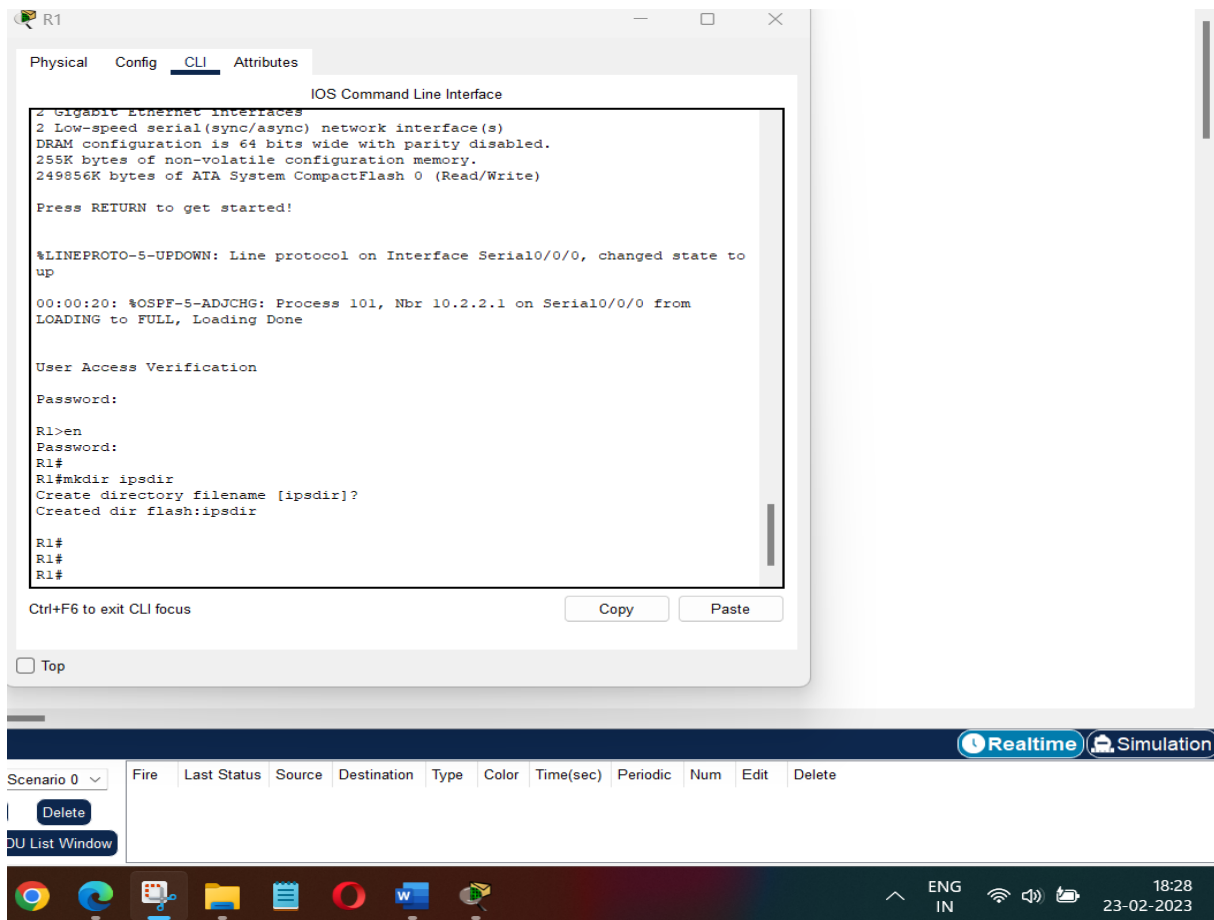 R1
Physical Config CLI Attributes
IOS Command Line Interface
2 Gigabit Ethernet interfaces
2 Low-speed serial(sync/async) network interface(s)
DRAM configuration is 64 bits wide with parity disabled.
255K bytes of non-volatile configuration memory.
249856K bytes of ATA System CompactFlash 0 (Read/Write)
Press RETURN to get started!
%LINEPROTO-5-UPDOWN: Line protocol on Interface Serial0/0/0, changed state to
up
00:00:20: %OSPF-5-ADJCHG: Process 101, Nbr 10.2.2.1 on Serial0/0/0 from
LOADING to FULL, Loading Done
User Access Verification
Password:
R1>en
Password:
R1#
R1#mkdir ipsdir
Create directory filename [ipsdir]?
Created dir flash:ipsdir
R1#
R1#
R1#
Ctrl+F6 to exit CLI focus
Copy Paste
Top
Realtime Simulation
Scenario 0 Fire Last Status Source Destination Type Color Time(sec) Periodic Num Edit Delete
Delete
DU List Window
ENG 18:28
IN 23-02-2023